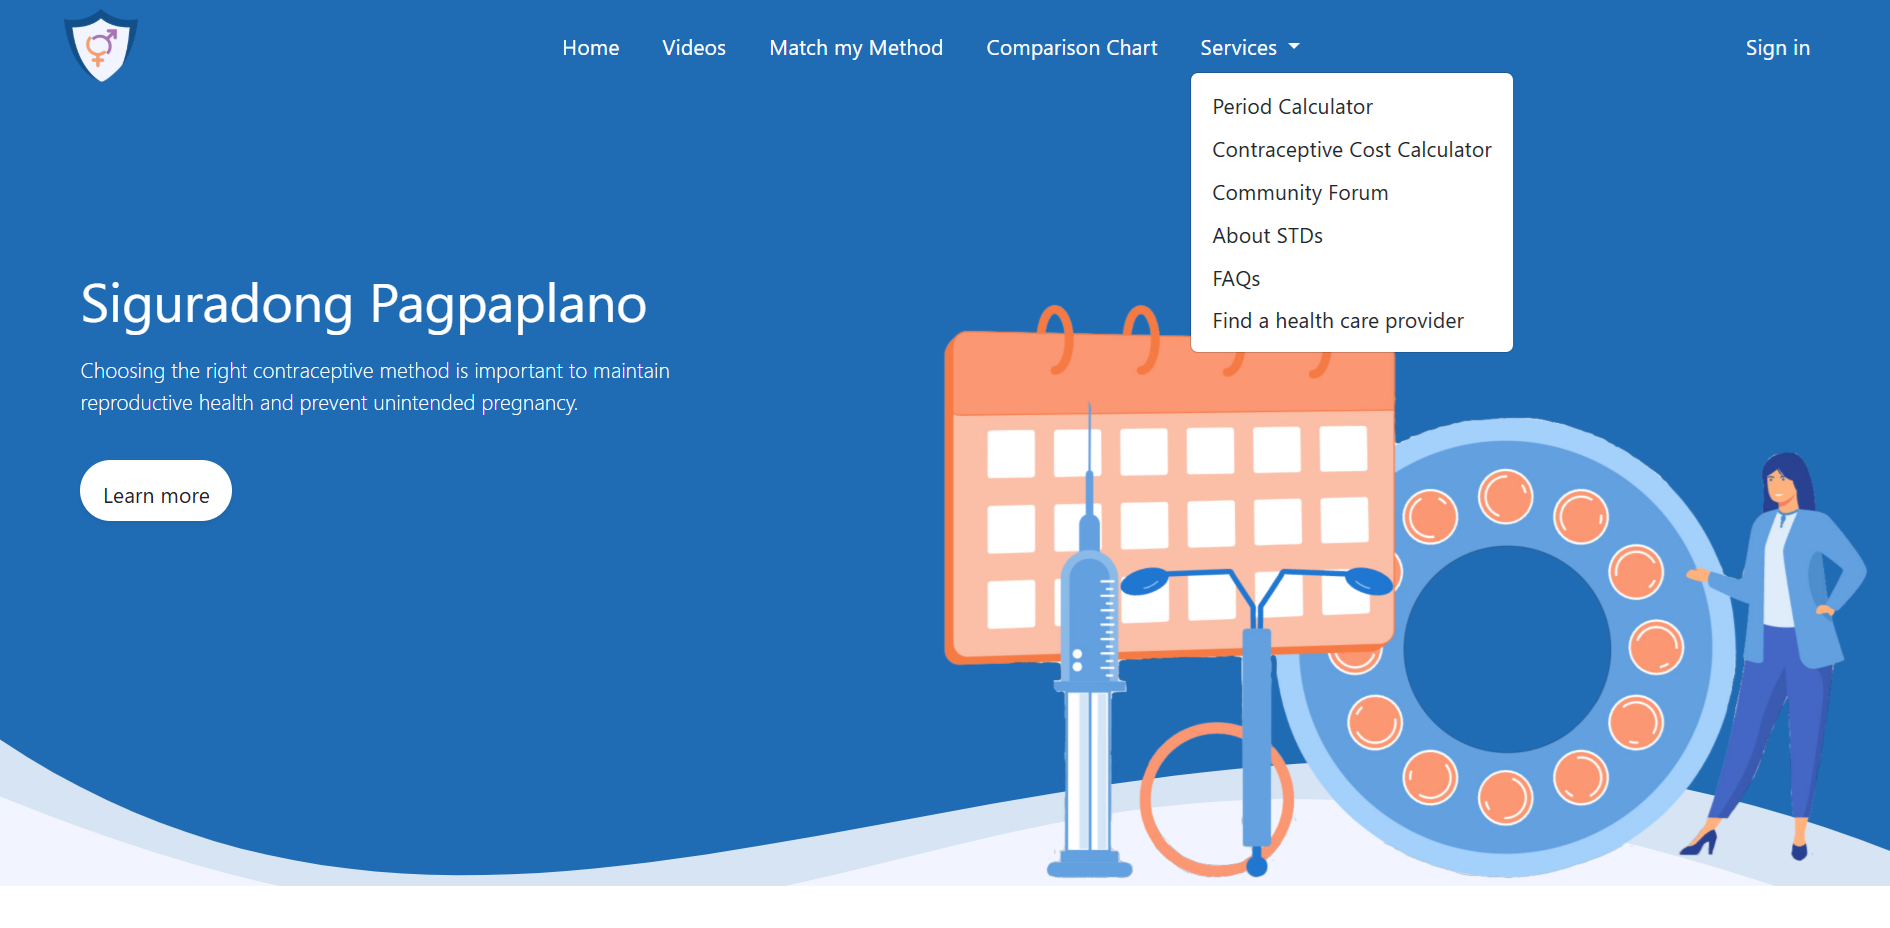 Home Videos Match my Method Comparison Chart Services Sign in
Period Calculator
Contraceptive Cost Calculator
Community Forum
About STDs
FAQs
Find a health care provider
Siguradong Pagpaplano
Choosing the right contraceptive method is important to maintain
reproductive health and prevent unintended pregnancy.
Learn more